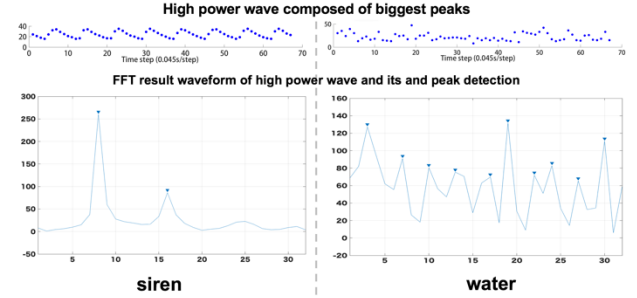 High power wave composed of biggest peaks
40
20
0
0 10 20 30 40 50 60 70
Time step (0.045s/step)
50
0
0 10 20 30 40 50 60 70
Time step (0.045s/step)
FFT result waveform of high power wave and its and peak detection
300
250
200
150
100
50
0
-50
5 10 15 20 25 30
siren
160
140
120
100
80
60
40
20
0
-20
5 10 15 20 25 30
water